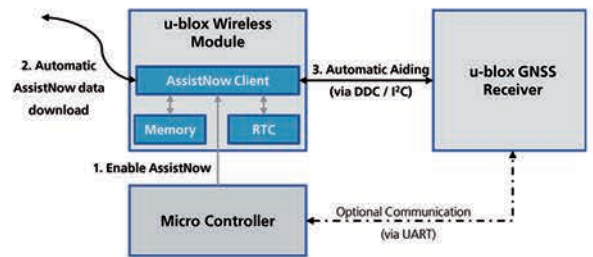 u-blox Wireless
Module
2. Automatic
AssistNow data
download
AssistNow Client
Memory
RTC
3. Automatic Aiding
(via DDC / I²C)
u-blox GNSS
Receiver
1. Enable AssistNow
Micro Controller
Optional Communication
(via UART)